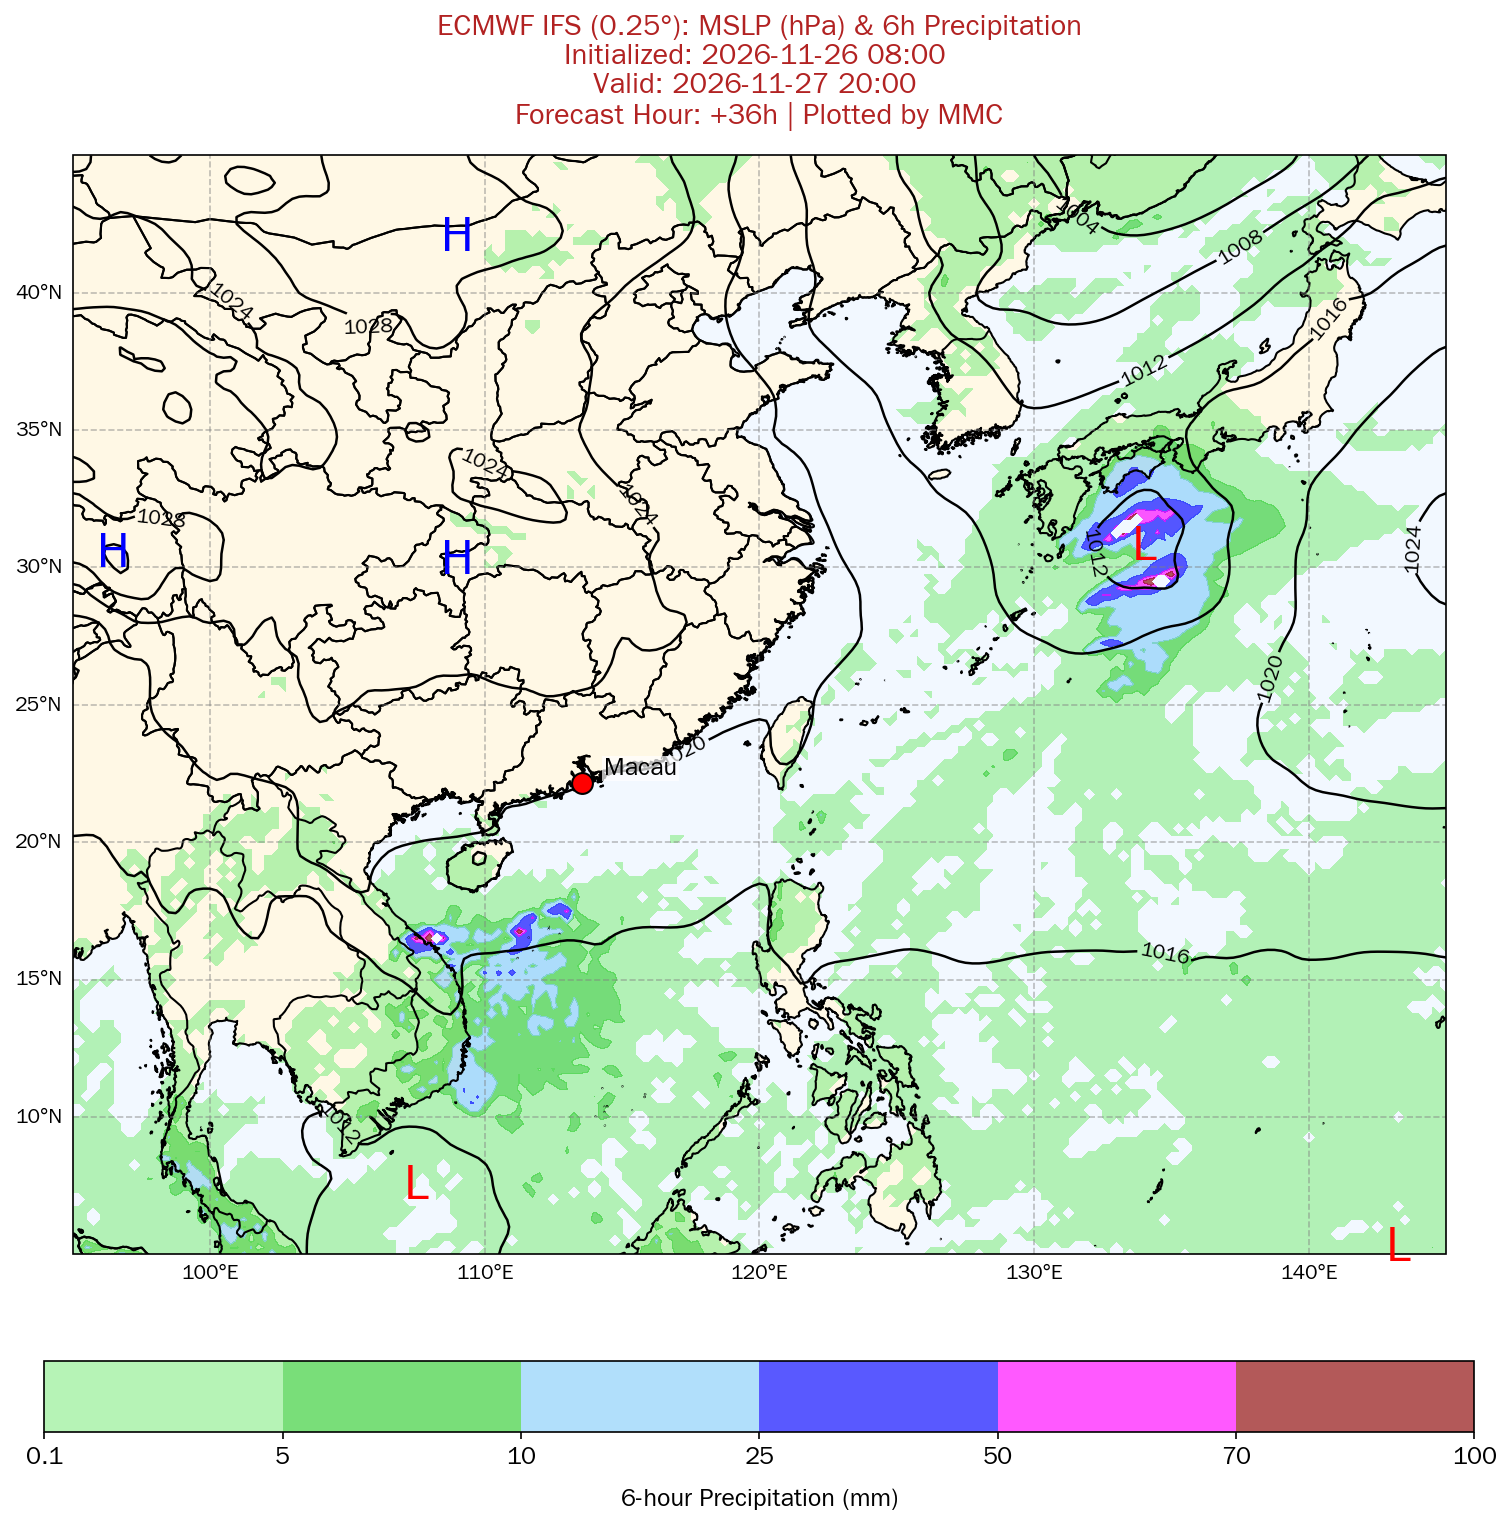 ECMWF IFS (0.25°): MSLP (hPa) & 6h Precipitation
Initialized: 2026-11-26 08:00
Valid: 2026-11-27 20:00
Forecast Hour: +36h | Plotted by MMC
1004
H
1008
40°N
1024
1028
1016
1012
35°N
1024
1024
1028
H
H
1012
L
1024
30°N
1020
25°N
1020
Macau
20°N
1016
15°N
10°N
1012
L
L
100°E 110°E 120°E 130°E 140°E
0.1 5 10 25 50 70 100
6-hour Precipitation (mm)